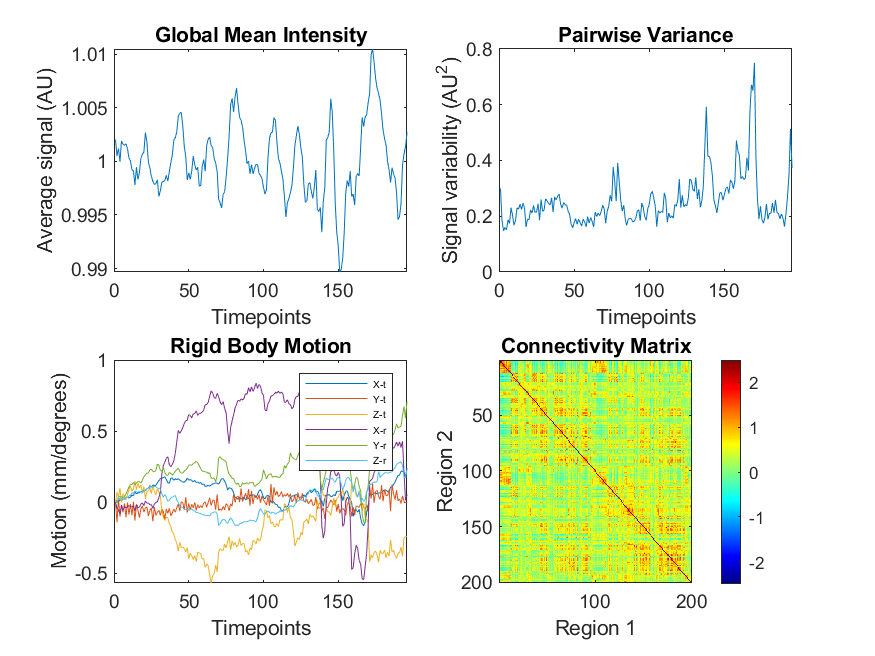 Global Mean Intensity
1.01
1.005
1
0.995
0.99
Average signal (AU)
0
50
100
150
Timepoints
Pairwise Variance
0.8
0.6
0.4
0.2
0
Signal variability (AU²)
0
50
100
150
Timepoints
Rigid Body Motion
1
0.5
0
-0.5
Motion (mm/degrees)
X-t
Y-t
Z-t
X-r
Y-r
Z-r
0
50
100
150
Timepoints
Connectivity Matrix
50
100
150
200
Region 2
100
200
Region 1
2
1
0
-1
-2